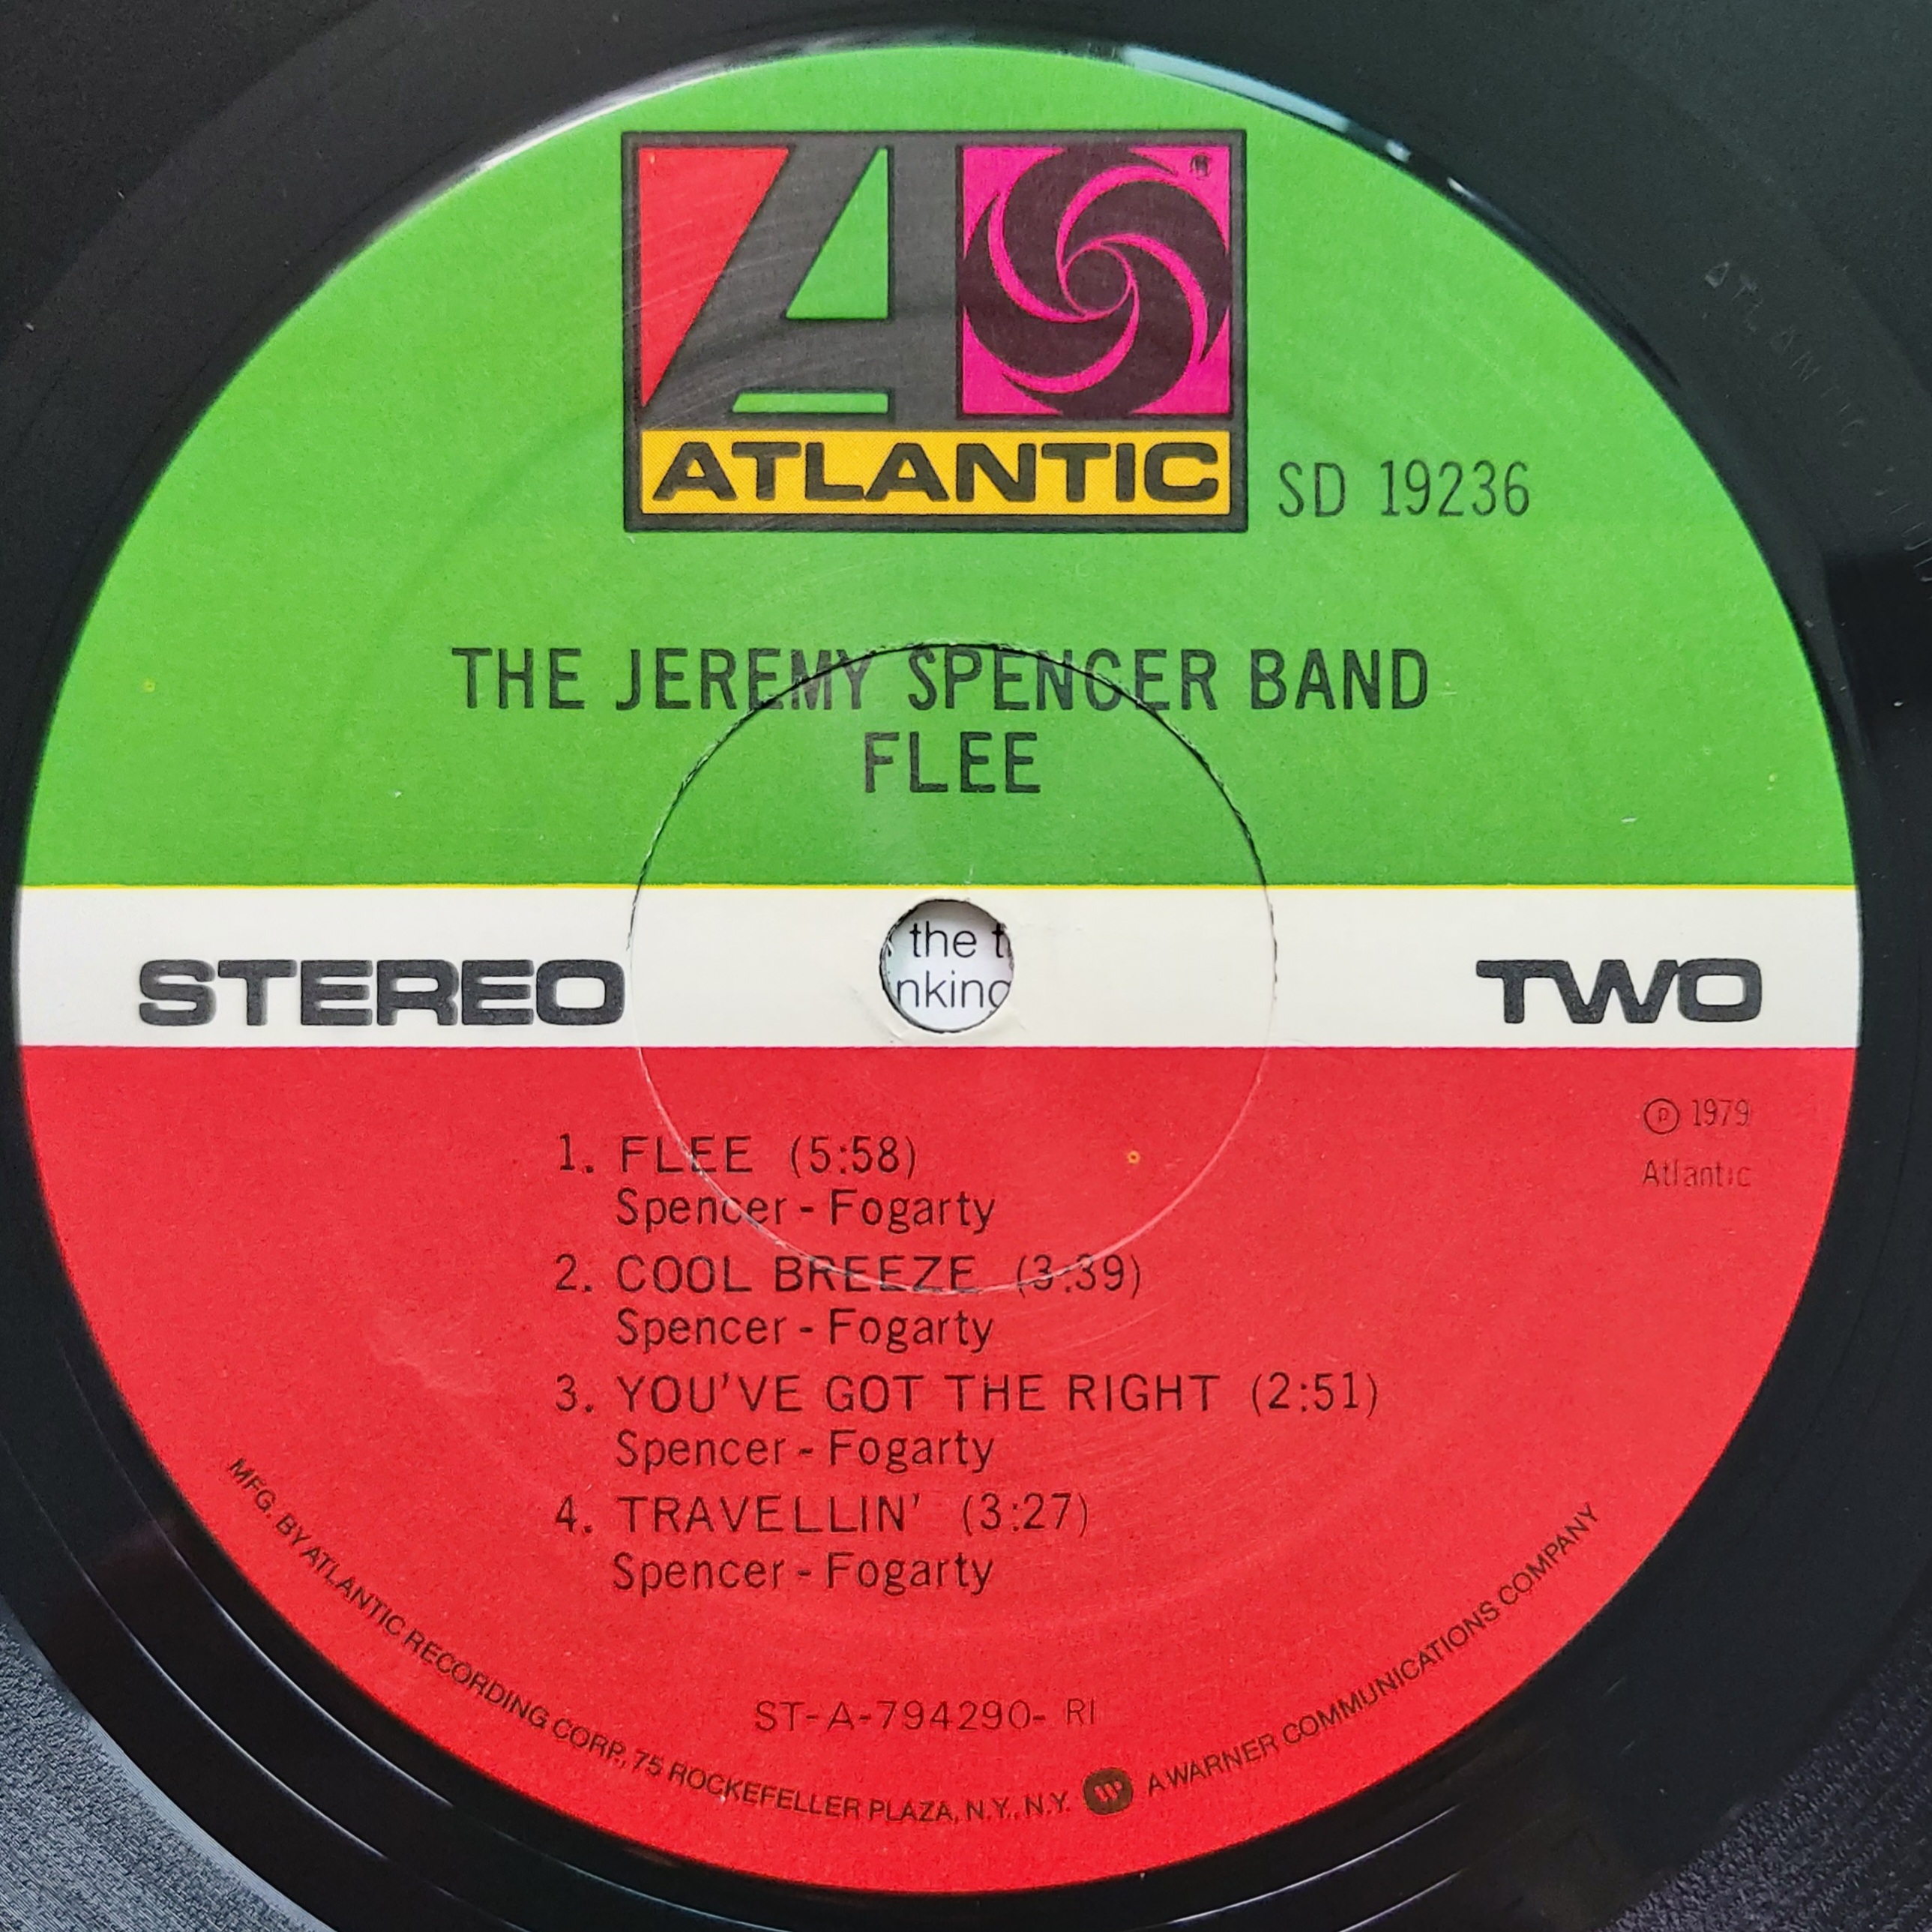 ATLANTIC
SD 19236
THE JEREMY SPENCER BAND
FLEE
STEREO
the
TWO
℗ 1979
Atlantic
1. FLEE (5:58)
Spencer - Fogarty
2. COOL BREEZE (3:39)
Spencer - Fogarty
3. YOU'VE GOT THE RIGHT (2:51)
Spencer - Fogarty
4. TRAVELLIN' (3:27)
Spencer - Fogarty
ST-A-794290- RI
MFG. BY ATLANTIC RECORDING CORP., 75 ROCKEFELLER PLAZA, N.Y., N.Y. A WARNER COMMUNICATIONS COMPANY
ATLANTIC